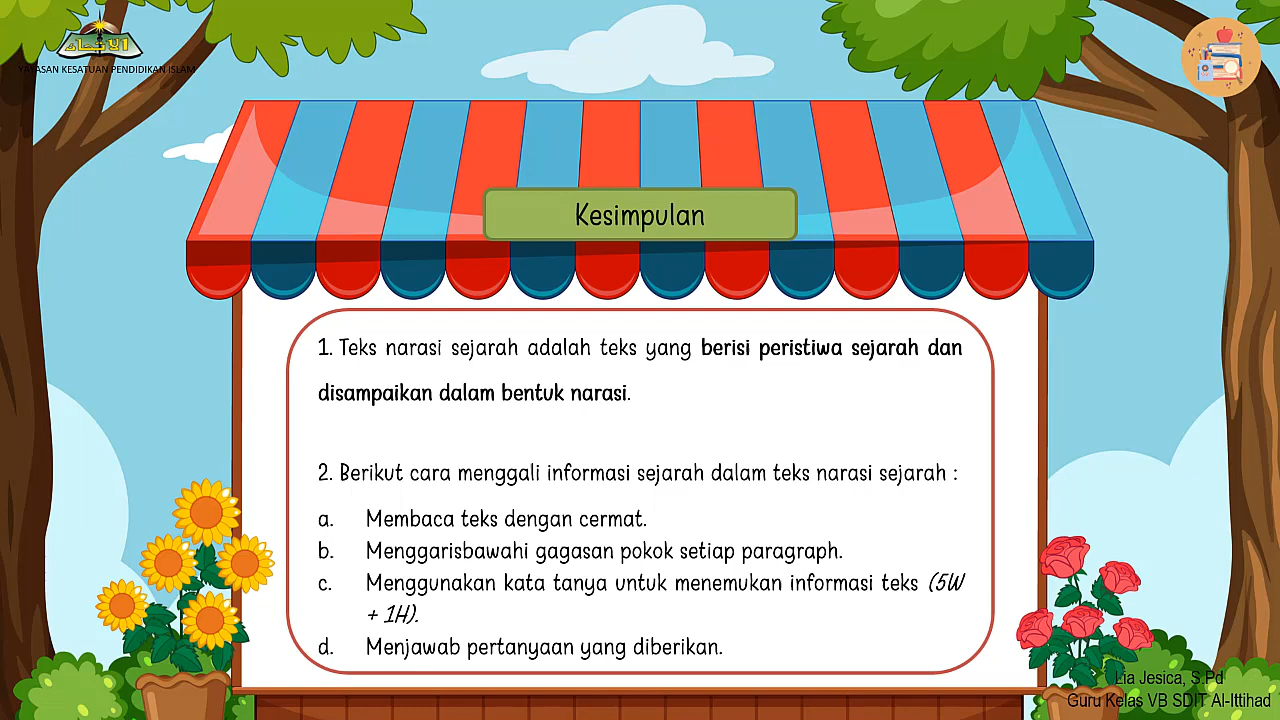 الاتحاد
YAYASAN KESATUAN PENDIDIKAN ISLAM
Kesimpulan
1. Teks narasi sejarah adalah teks yang berisi peristiwa sejarah dan
disampaikan dalam bentuk narasi.
2. Berikut cara menggali informasi sejarah dalam teks narasi sejarah :
a. Membaca teks dengan cermat.
b. Menggarisbawahi gagasan pokok setiap paragraph.
c. Menggunakan kata tanya untuk menemukan informasi teks (5W
+ 1H).
d. Menjawab pertanyaan yang diberikan.
Lia Jesica, S.Pd
Guru Kelas VB SDIT Al-Ittihad